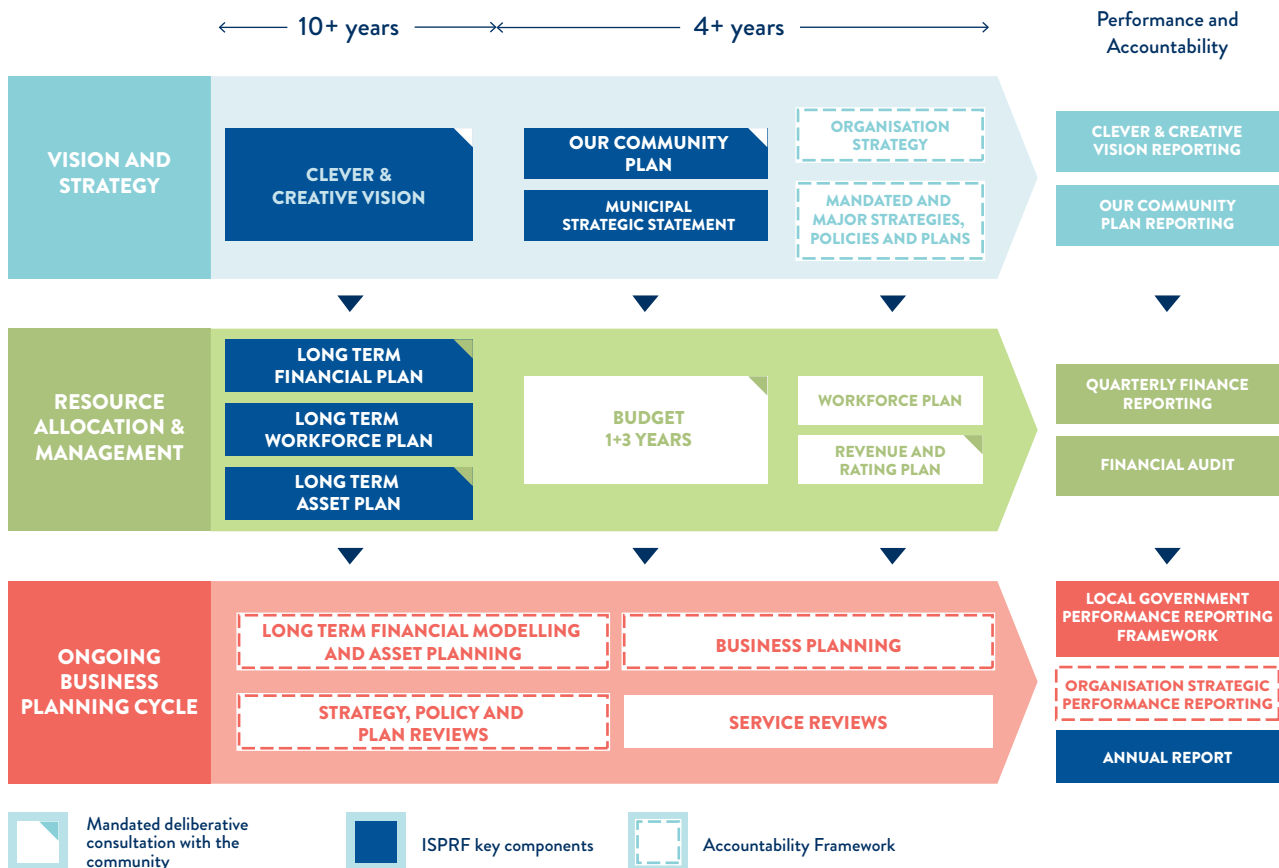 10+ years
4+ years
Performance and
Accountability
VISION AND
STRATEGY
CLEVER &
CREATIVE VISION
OUR COMMUNITY
PLAN
MUNICIPAL
STRATEGIC STATEMENT
ORGANISATION
STRATEGY
MANDATED AND
MAJOR STRATEGIES,
POLICIES AND PLANS
CLEVER & CREATIVE
VISION REPORTING
OUR COMMUNITY
PLAN REPORTING
RESOURCE
ALLOCATION &
MANAGEMENT
LONG TERM
FINANCIAL PLAN
LONG TERM
WORKFORCE PLAN
LONG TERM
ASSET PLAN
BUDGET
1+3 YEARS
WORKFORCE PLAN
REVENUE AND
RATING PLAN
QUARTERLY FINANCE
REPORTING
FINANCIAL AUDIT
ONGOING
BUSINESS
PLANNING CYCLE
LONG TERM FINANCIAL MODELLING
AND ASSET PLANNING
BUSINESS PLANNING
STRATEGY, POLICY AND
PLAN REVIEWS
SERVICE REVIEWS
LOCAL GOVERNMENT
PERFORMANCE REPORTING
FRAMEWORK
ORGANISATION STRATEGIC
PERFORMANCE REPORTING
ANNUAL REPORT
Mandated deliberative
consultation with the
community
ISPRF key components
Accountability Framework